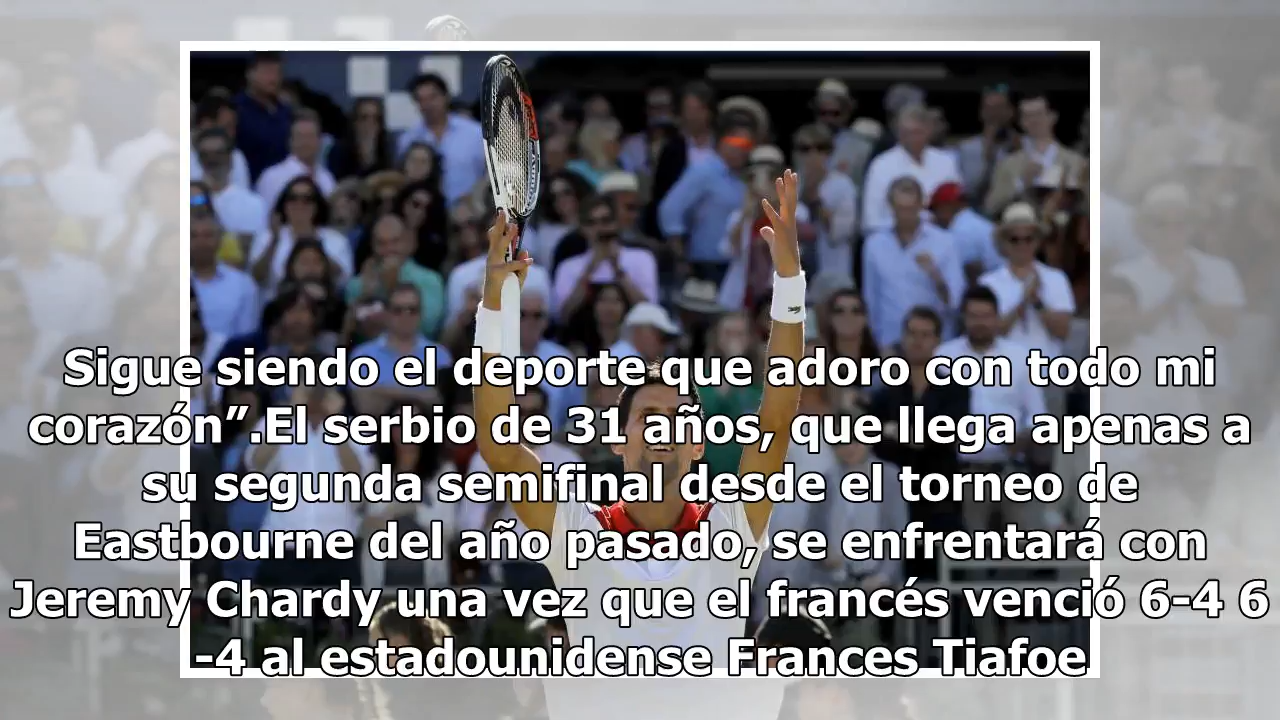 Sigue siendo el deporte que adoro con todo mi
corazón”.El serbio de 31 años, que llega apenas a
su segunda semifinal desde el torneo de
Eastbourne del año pasado, se enfrentará con
Jeremy Chardy una vez que el francés venció 6-4 6
-4 al estadounidense Frances Tiafoe